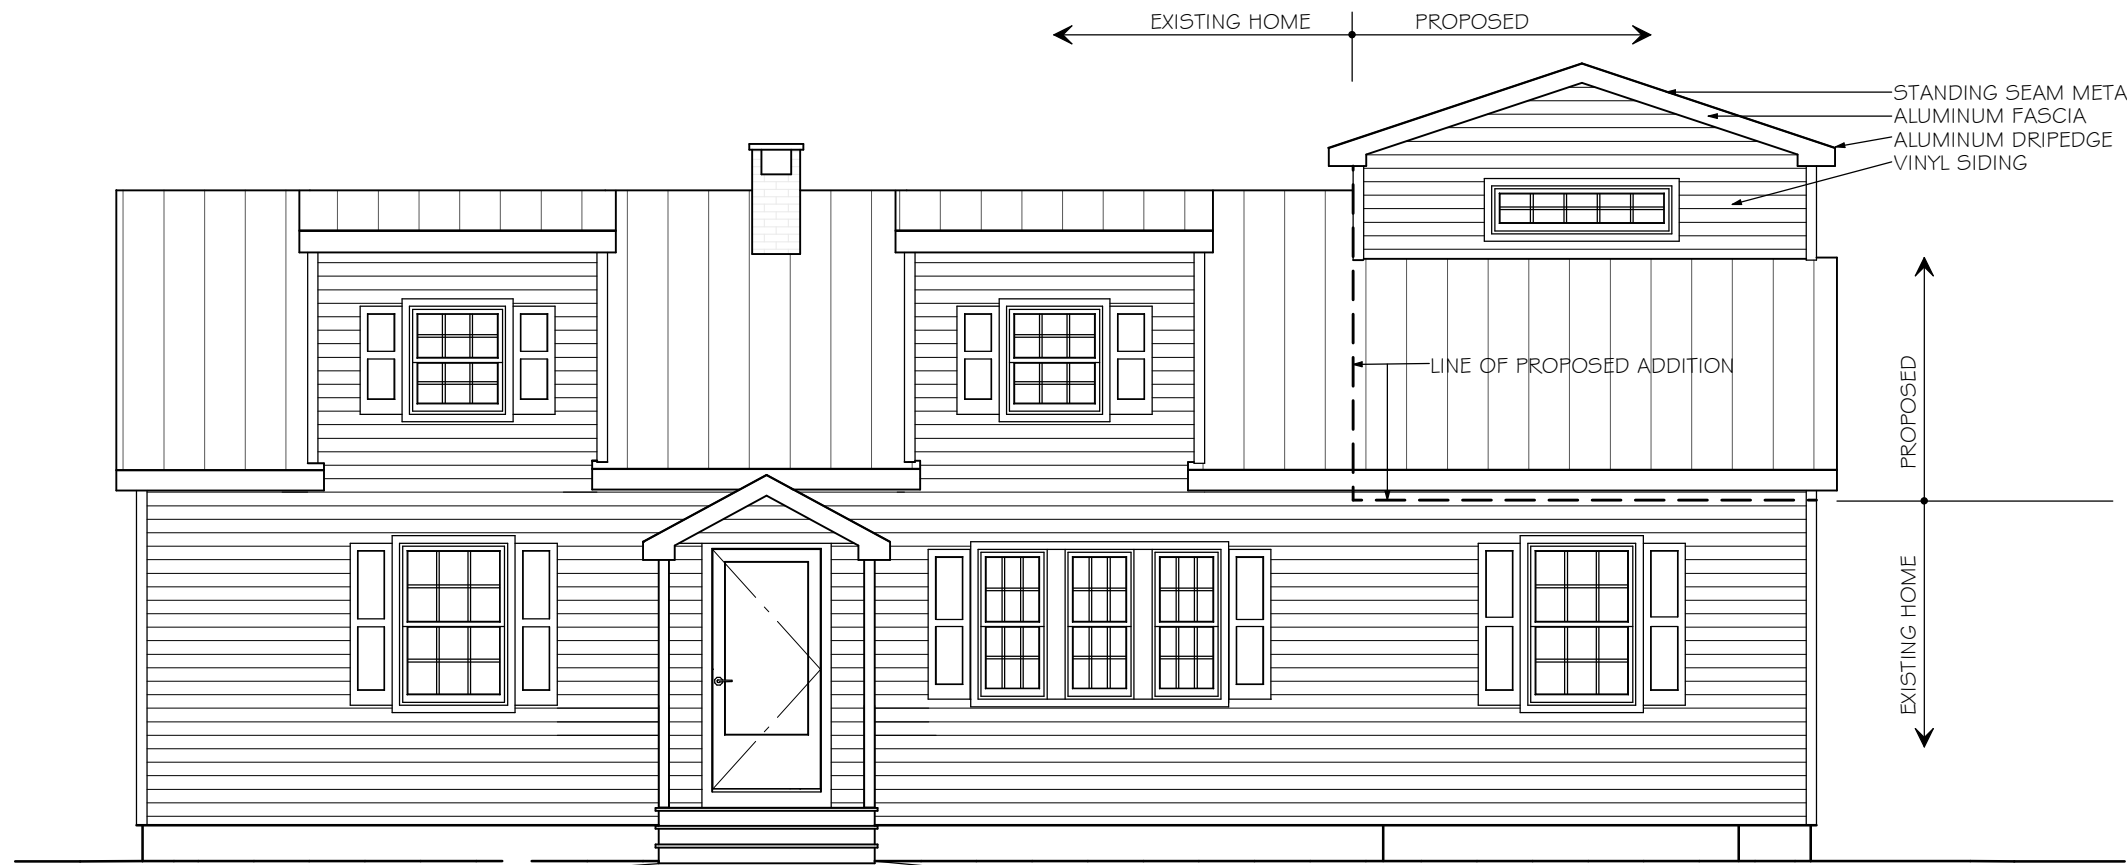 EXISTING HOME
PROPOSED
STANDING SEAM META
ALUMINUM FASCIA
ALUMINUM DRIPEDGE
VINYL SIDING
LINE OF PROPOSED ADDITION
PROPOSED
EXISTING HOME